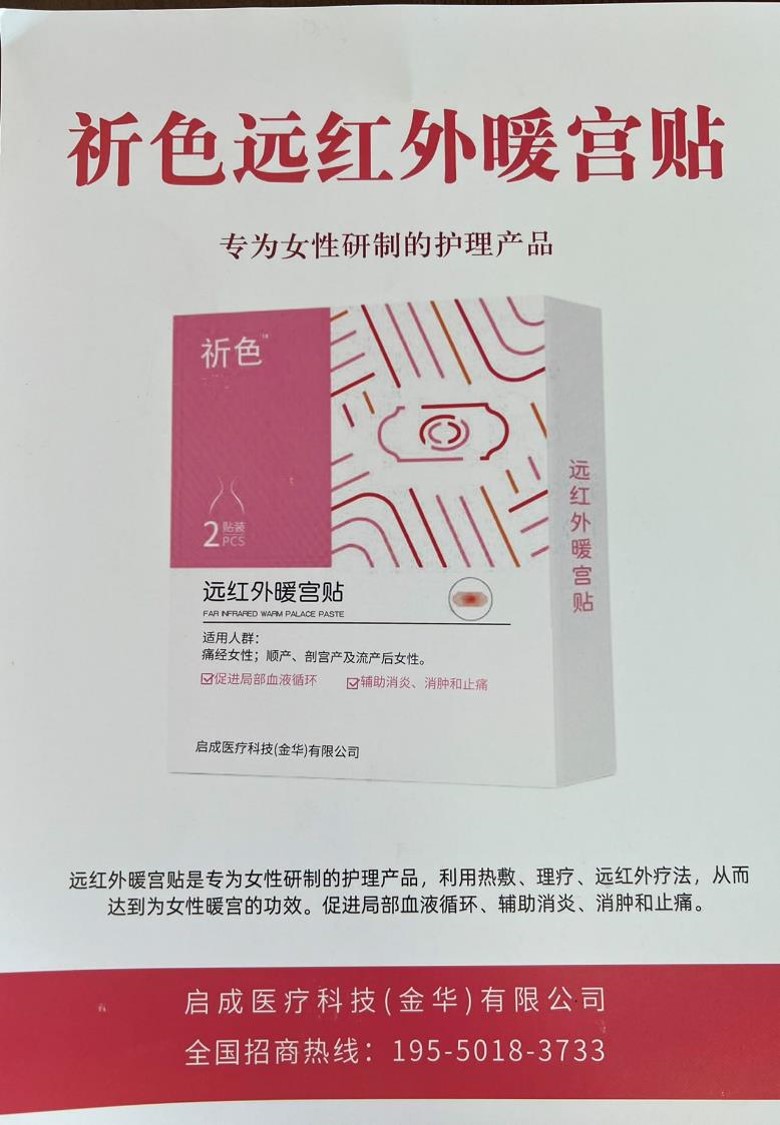 祈色远红外暖宫贴
专为女性研制的护理产品
祈色™
2贴装
PCS
远红外暖宫贴
FAR INFRARED WARM PALACE PASTE
适用人群：
痛经女性；顺产、剖宫产及流产后女性。
☑促进局部血液循环 ☑辅助消炎、消肿和止痛
启成医疗科技(金华)有限公司
远红外暖宫贴
远红外暖宫贴是专为女性研制的护理产品，利用热敷、理疗、远红外疗法，从而
达到为女性暖宫的功效。促进局部血液循环、辅助消炎、消肿和止痛。
启成医疗科技(金华)有限公司
全国招商热线：195-5018-3733